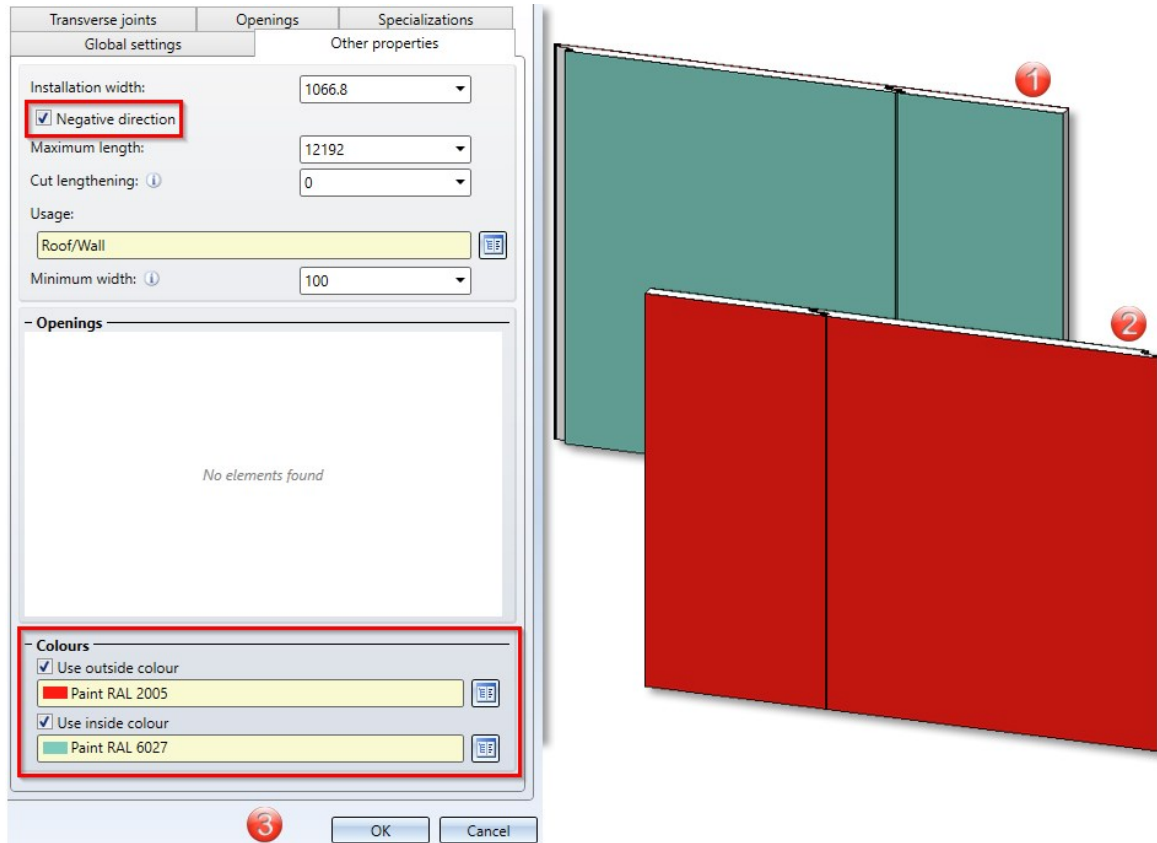 Transverse joints
Openings
Specializations
Global settings
Other properties
Installation width:
1066.8
Negative direction
Maximum length:
12192
Cut lengthening:
0
Usage:
Roof/Wall
Minimum width:
100
Openings
No elements found
Colours
Use outside colour
Paint RAL 2005
Use inside colour
Paint RAL 6027
3
OK
Cancel
1
2